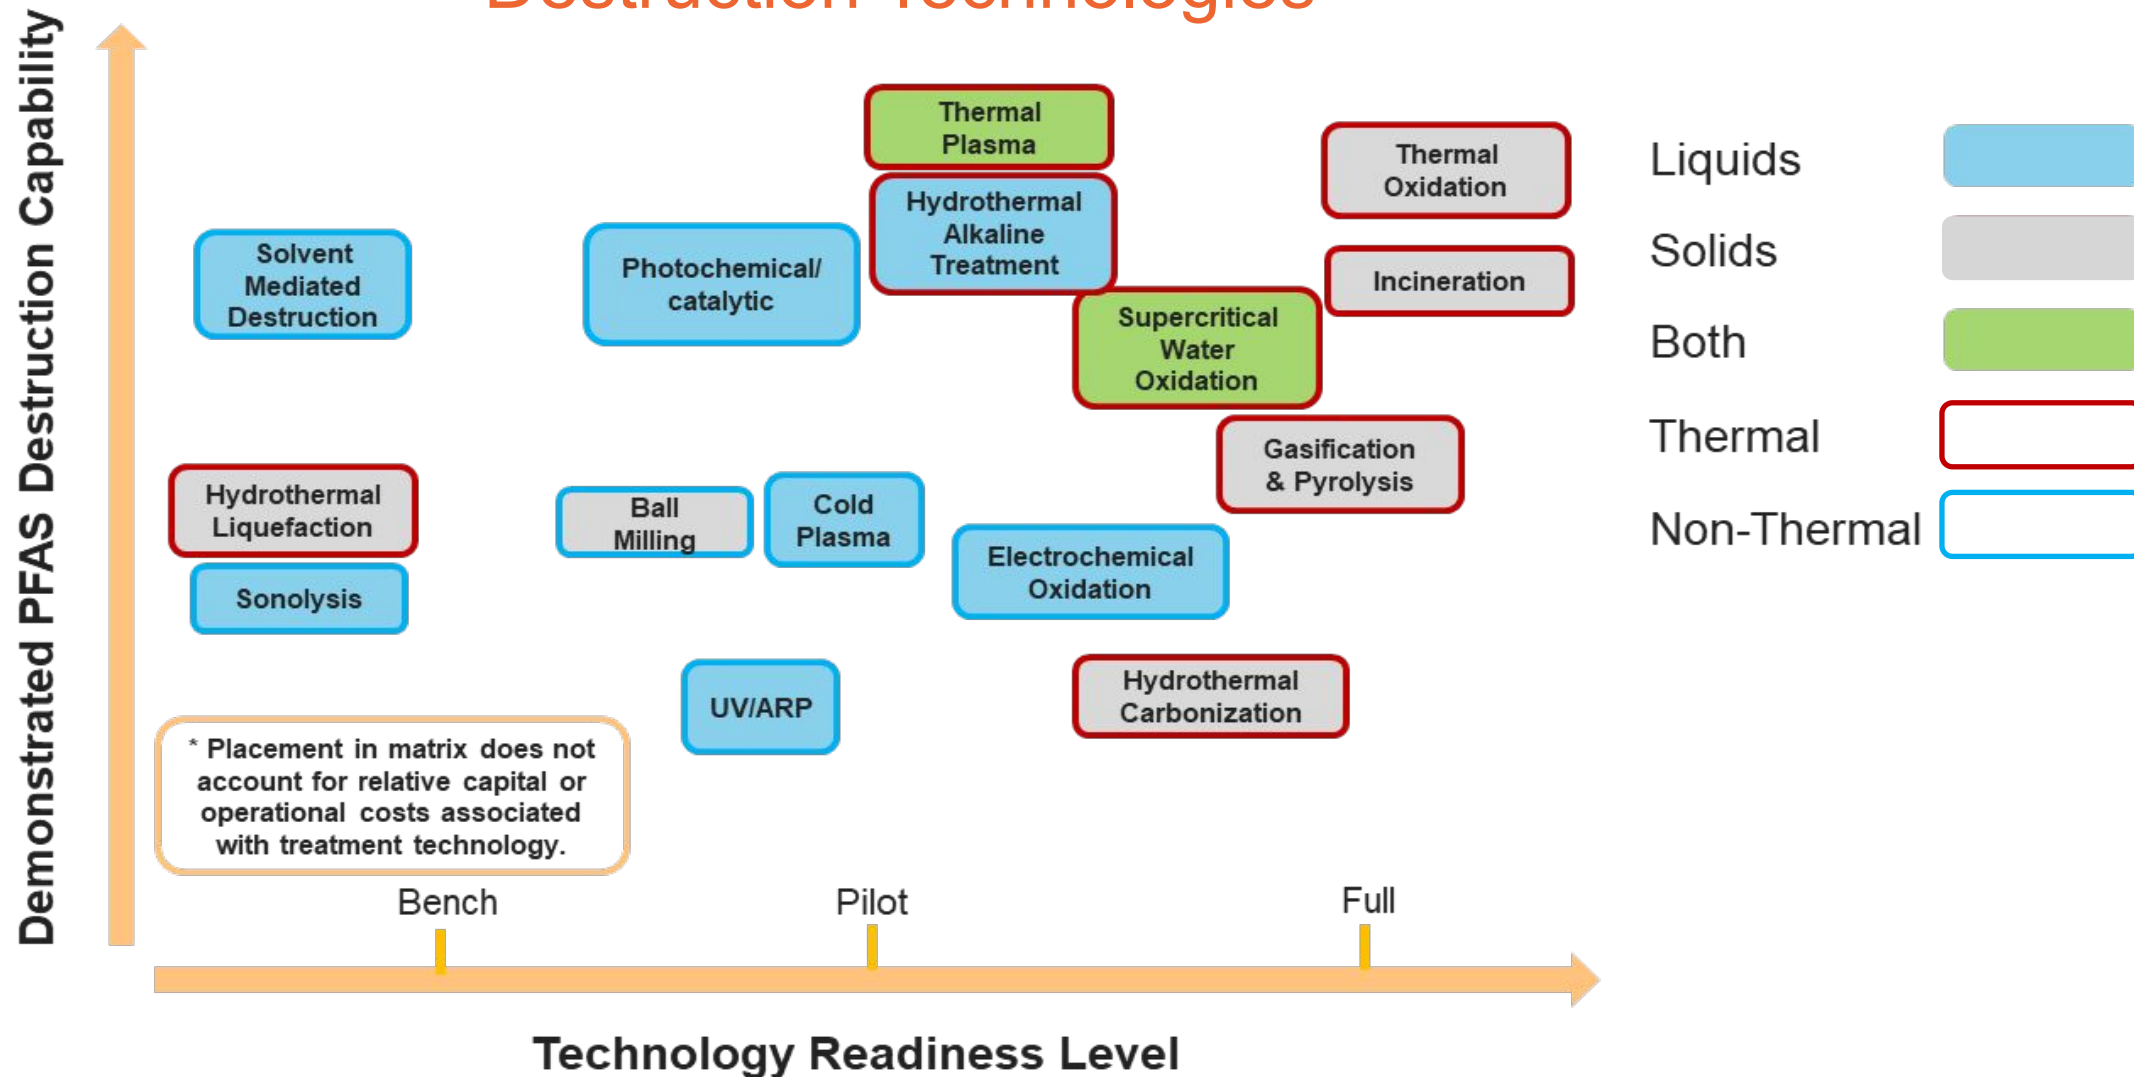 Destruction Technologies
Demonstrated PFAS Destruction Capability
Thermal
Plasma
Hydrothermal
Alkaline
Treatment
Thermal
Oxidation
Incineration
Solvent
Mediated
Destruction
Photochemical/
catalytic
Supercritical
Water
Oxidation
Gasification
& Pyrolysis
Hydrothermal
Liquefaction
Ball
Milling
Cold
Plasma
Electrochemical
Oxidation
Sonolysis
UV/ARP
Hydrothermal
Carbonization
* Placement in matrix does not
account for relative capital or
operational costs associated
with treatment technology.
Bench
Pilot
Full
Technology Readiness Level
Liquids
Solids
Both
Thermal
Non-Thermal